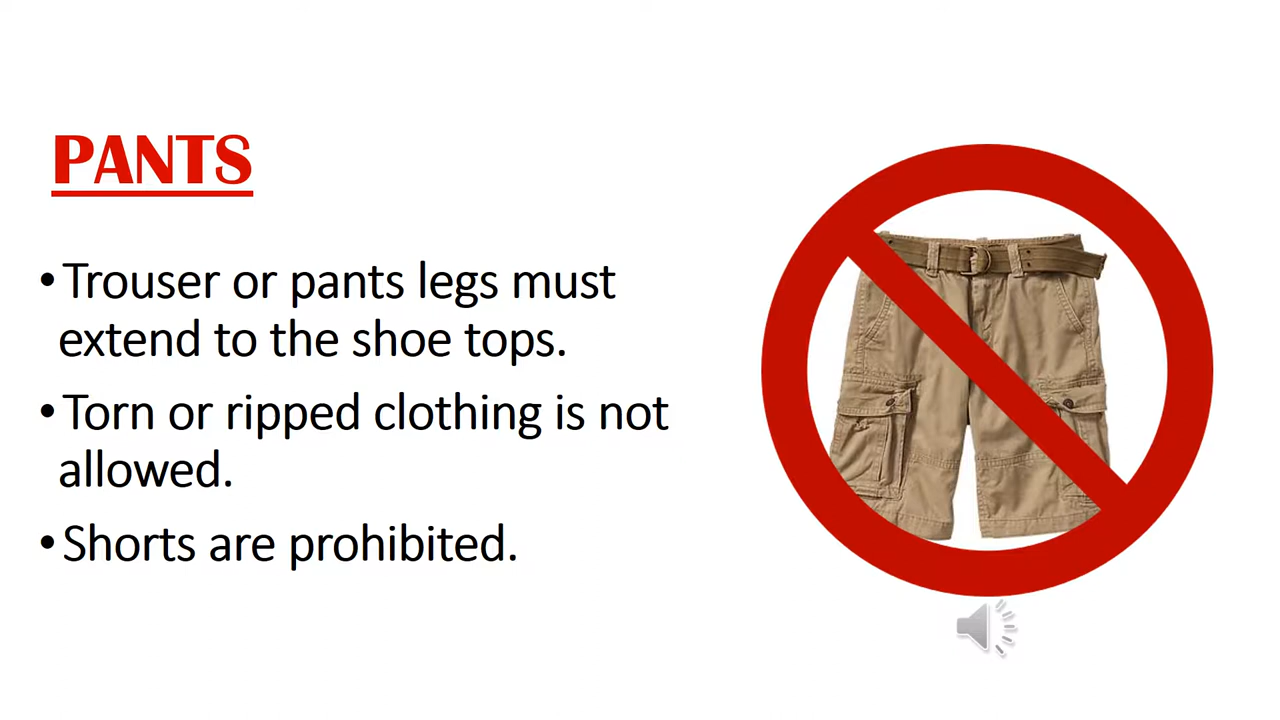 PANTS
•Trouser or pants legs must
extend to the shoe tops.
•Torn or ripped clothing is not
allowed.
•Shorts are prohibited.